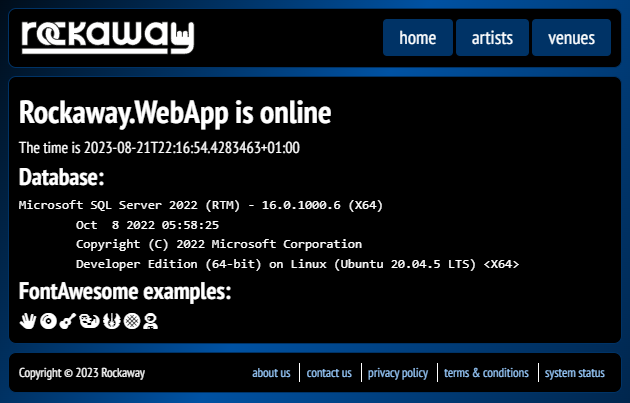 rockaway
home artists venues
Rockaway.WebApp is online
The time is 2023-08-21T22:16:54.4283463+01:00
Database:
Microsoft SQL Server 2022 (RTM) - 16.0.1000.6 (X64)
Oct  8 2022 05:58:25
Copyright (C) 2022 Microsoft Corporation
Developer Edition (64-bit) on Linux (Ubuntu 20.04.5 LTS) <X64>
FontAwesome examples:
Copyright © 2023 Rockaway about us contact us privacy policy terms & conditions system status